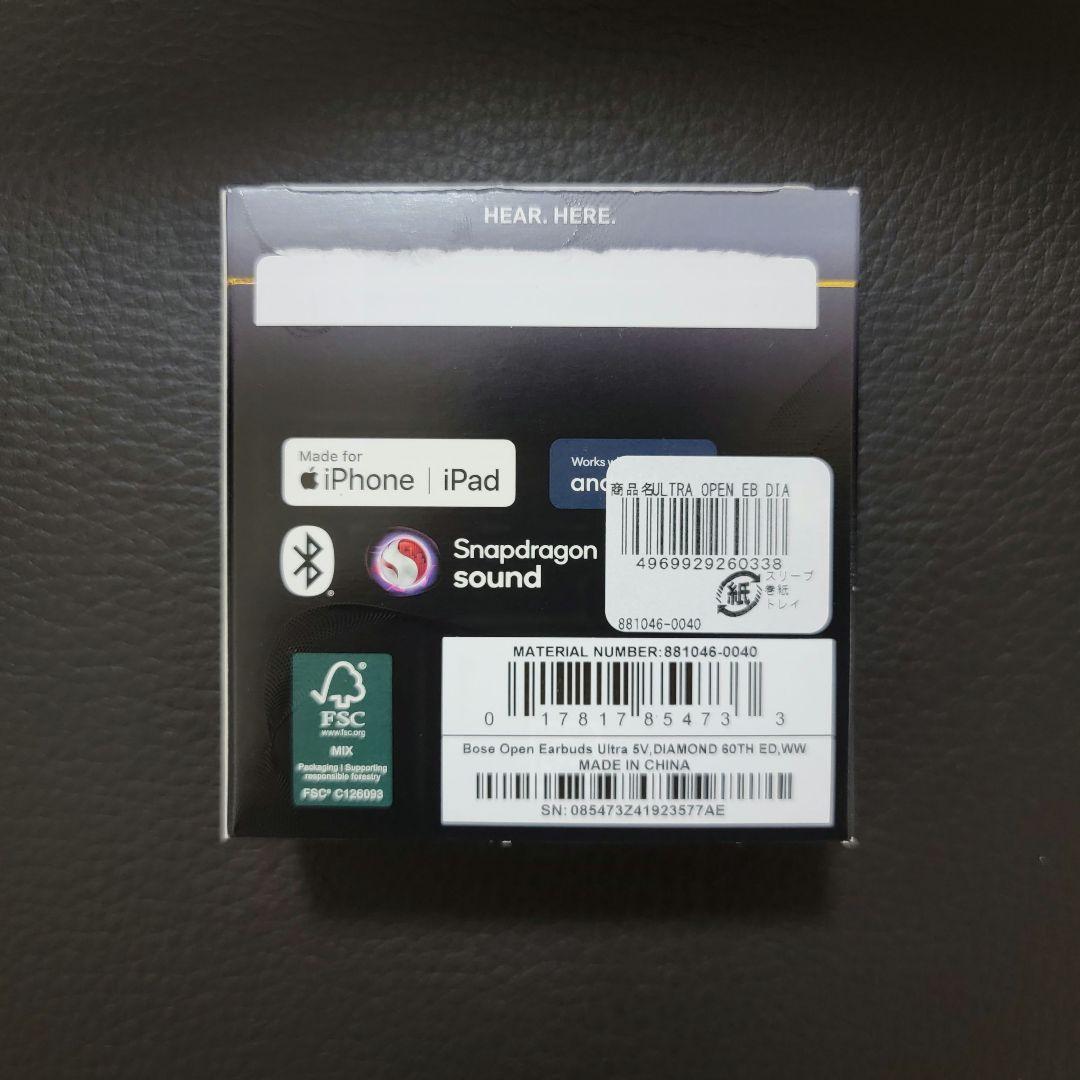 HEAR. HERE.
Made for
iPhone | iPad
Works
商品名ULTRA OPEN EB DIA
4969929260338
紙
スリーブ
巻紙
トレイ
881046-0040
Snapdragon
sound
FSC
www.fsc.org
MIX
Packaging | Supporting
responsible forestry
FSC® C126093
MATERIAL NUMBER:881046-0040
0 17817 85473 3
Bose Open Earbuds Ultra 5V,DIAMOND 60TH ED,WW
MADE IN CHINA
SN: 085473Z41923577AE